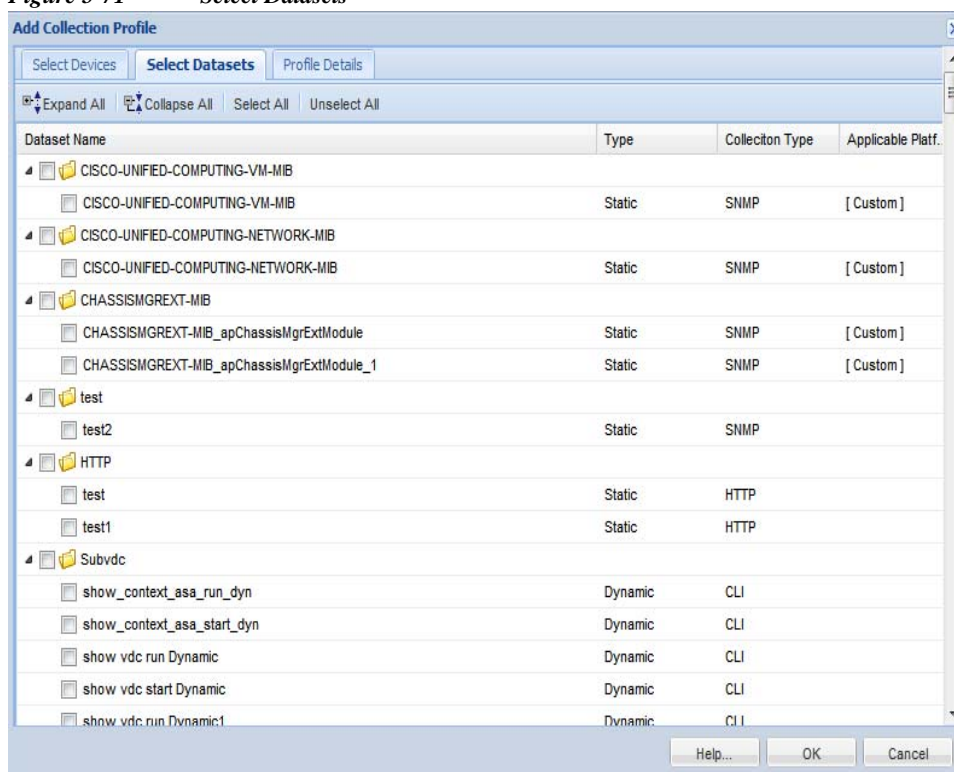 Figure 3-71 Select Datasets
Add Collection Profile
Select Devices Select Datasets Profile Details
Expand All Collapse All Select All Unselect All
Dataset Name Type Colleciton Type Applicable Platf..
CISCO-UNIFIED-COMPUTING-VM-MIB
CISCO-UNIFIED-COMPUTING-VM-MIB Static SNMP [ Custom ]
CISCO-UNIFIED-COMPUTING-NETWORK-MIB
CISCO-UNIFIED-COMPUTING-NETWORK-MIB Static SNMP [ Custom ]
CHASSISMGREXT-MIB
CHASSISMGREXT-MIB_apChassisMgrExtModule Static SNMP [ Custom ]
CHASSISMGREXT-MIB_apChassisMgrExtModule_1 Static SNMP [ Custom ]
test
test2 Static SNMP
HTTP
test Static HTTP
test1 Static HTTP
Subvdc
show_context_asa_run_dyn Dynamic CLI
show_context_asa_start_dyn Dynamic CLI
show vdc run Dynamic Dynamic CLI
show vdc start Dynamic Dynamic CLI
show vdc run Dynamic1 Dynamic CLI
Help... OK Cancel